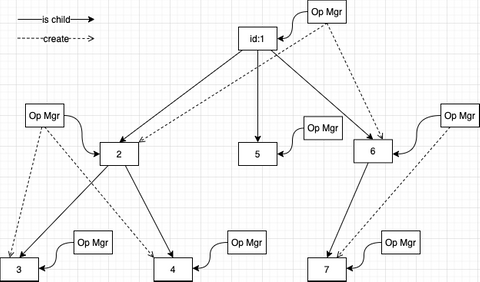 is child
Op Mgr
create
id:1
Op Mgr
Op Mgr
Op Mgr
2
5
6
Op Mgr
Op Mgr
Op Mgr
3
4
7